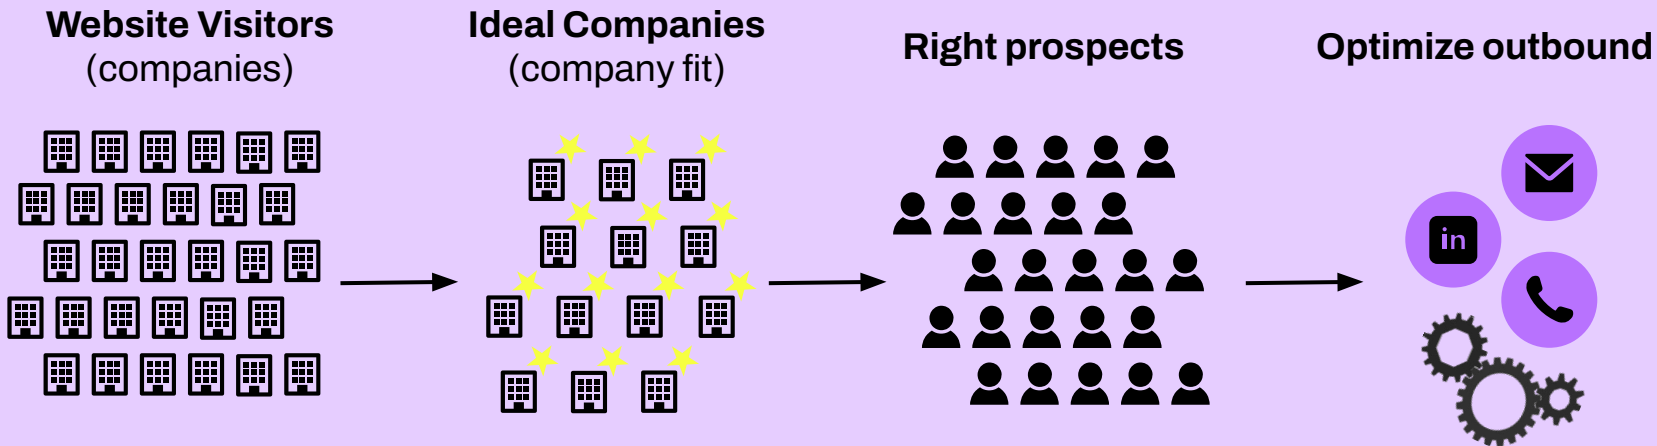 Website Visitors
(companies)
Ideal Companies
(company fit)
Right prospects
Optimize outbound
in